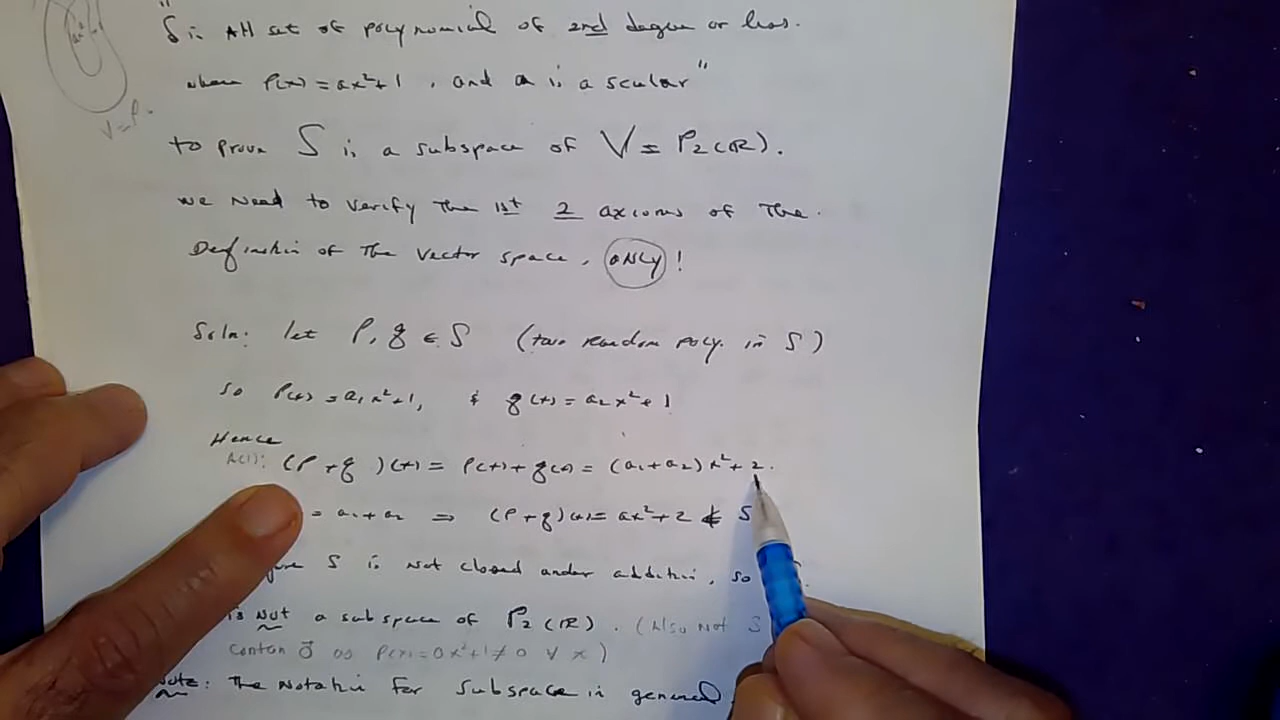 "S is All set of polynomial of 2nd degree or less.
where P(x) = ax²+1 , and a is a scular"
to prove S is a subspace of V = P₂(R).
we need to verify the 1st 2 axioms of the
Definition of the vector space, ONLY!
Soln: let P, q ∈ S (two random poly. in S)
so P(x) = a₁x²+1, & q(x) = a₂x²+1
Hence
A(1): (P+q)(x) = P(x)+q(x) = (a₁+a₂)x²+2.
= a₁+a₂ ⇒ (P+q)(x) = ax²+2 ∉ S
S is not closed under addition, so
is Not a subspace of P₂(R). (Also Not S
contain 0⃗ as P(x)=0x²+1≠0 ∀ x)
Note: The Notation for subspace in general
V=P